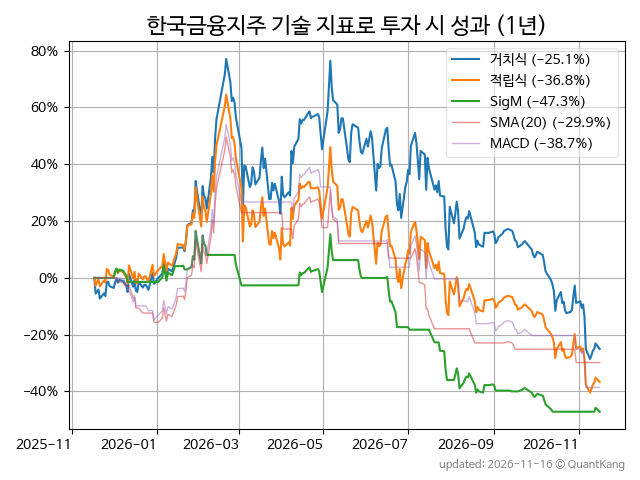 한국금융지주 기술 지표로 투자 시 성과 (1년)
80%
60%
40%
20%
0%
−20%
−40%
거치식 (−25.1%)
적립식 (−36.8%)
SigM (−47.3%)
SMA(20) (−29.9%)
MACD (−38.7%)
2025-11
2026-01
2026-03
2026-05
2026-07
2026-09
2026-11
updated: 2026-11-16 ⓒ QuantKang